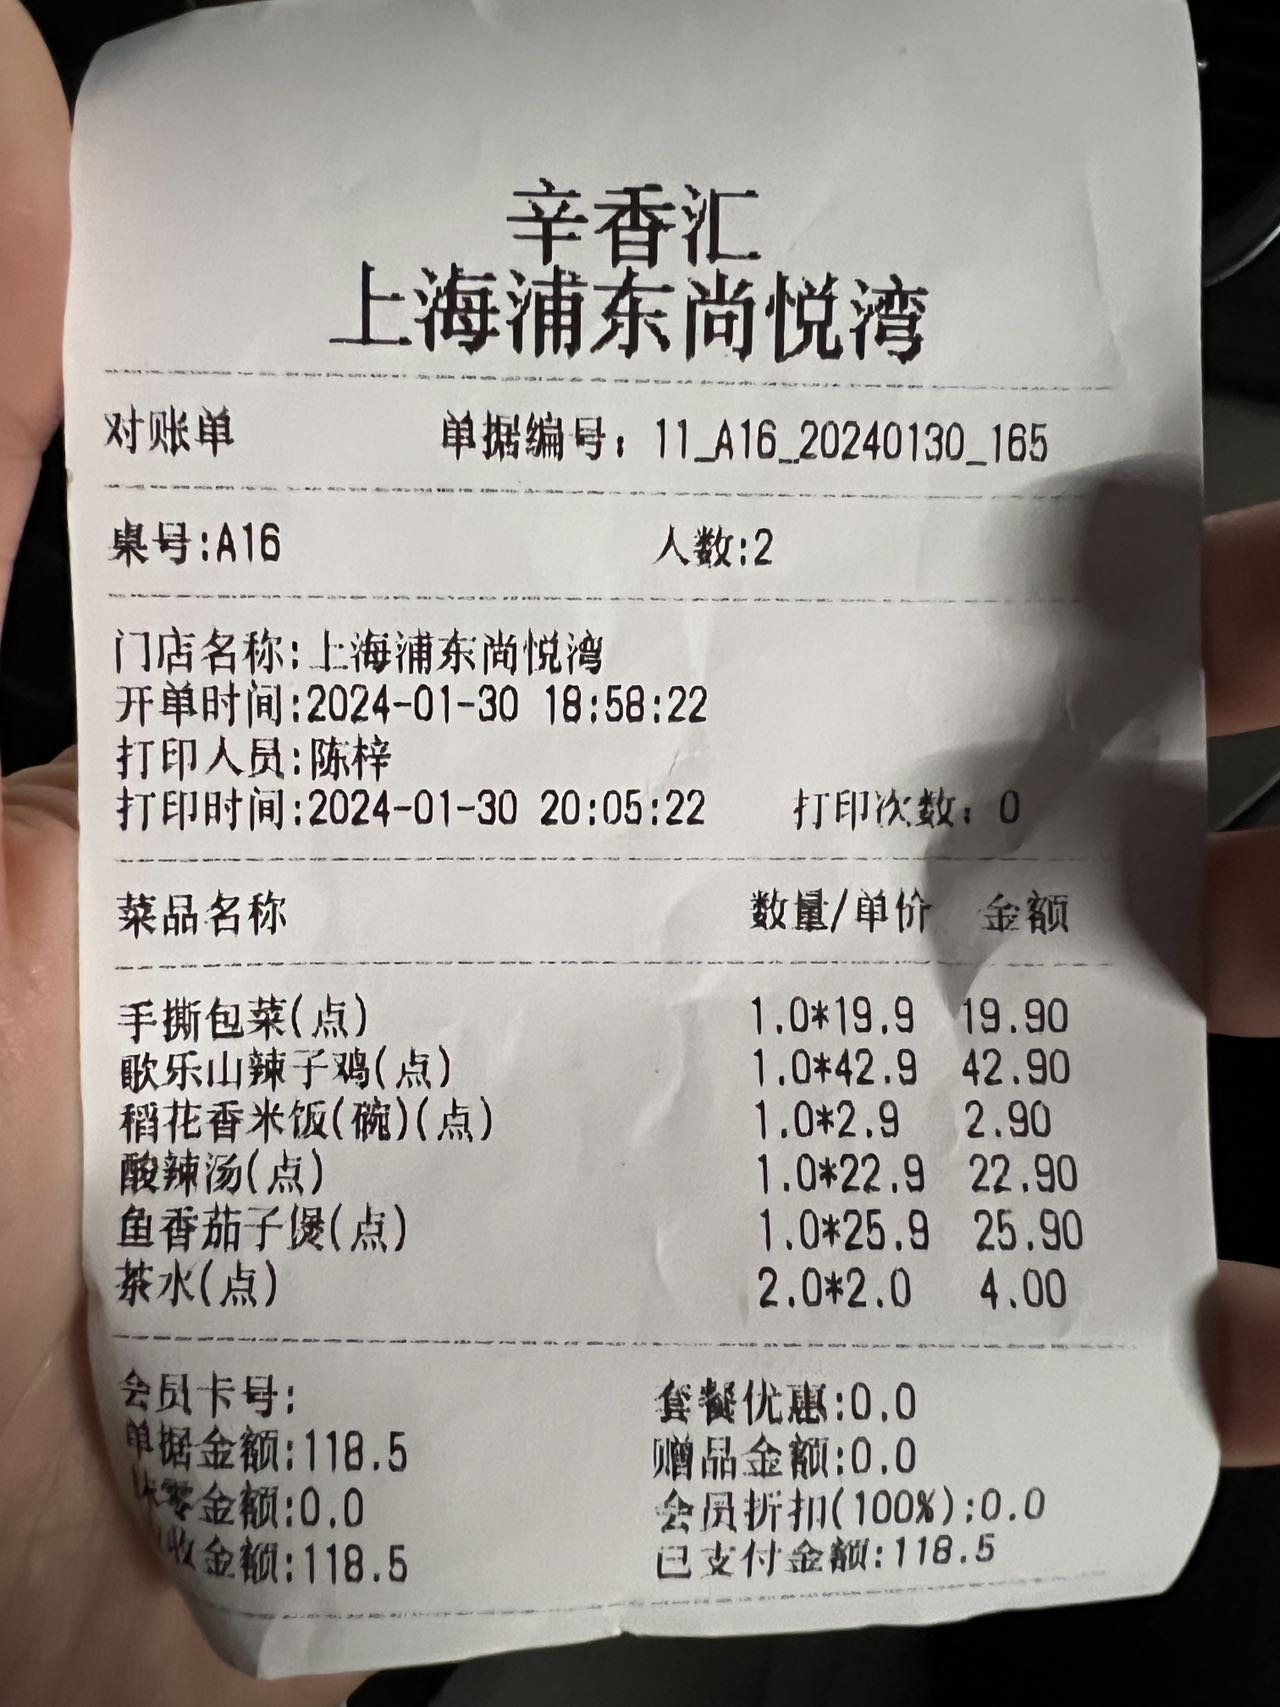 辛香汇
上海浦东尚悦湾
对账单 单据编号：11_A16_20240130_165
桌号:A16 人数:2
门店名称:上海浦东尚悦湾
开单时间:2024-01-30 18:58:22
打印人员:陈梓
打印时间:2024-01-30 20:05:22 打印次数：0
菜品名称 数量/单价 金额
手撕包菜(点) 1.0*19.9 19.90
歌乐山辣子鸡(点) 1.0*42.9 42.90
稻花香米饭(碗)(点) 1.0*2.9 2.90
酸辣汤(点) 1.0*22.9 22.90
鱼香茄子煲(点) 1.0*25.9 25.90
茶水(点) 2.0*2.0 4.00
会员卡号: 套餐优惠:0.0
单据金额:118.5 赠品金额:0.0
零金额:0.0 会员折扣(100%):0.0
收金额:118.5 已支付金额:118.5